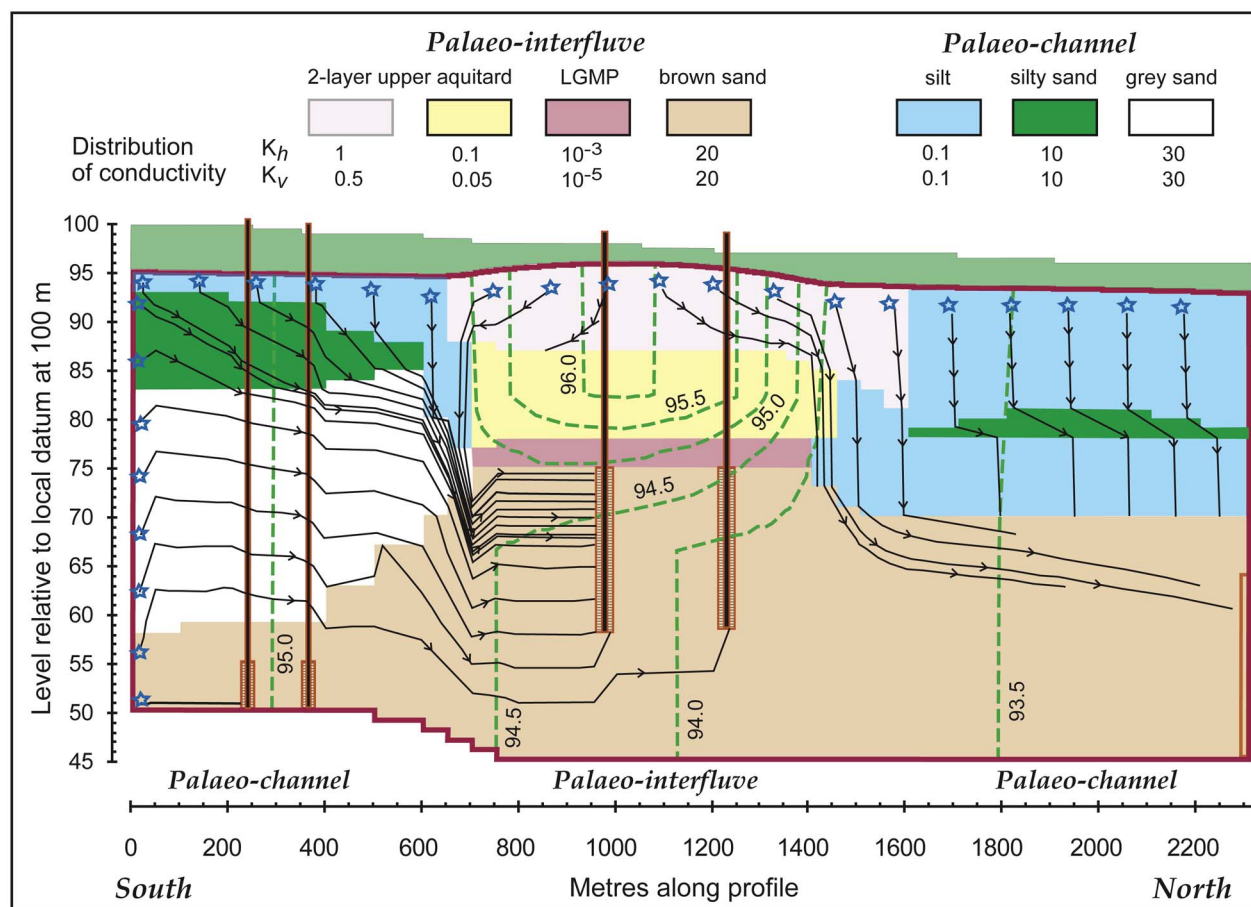 Palaeo-interfluve Palaeo-channel
2-layer upper aquitard LGMP brown sand silt silty sand grey sand
Distribution of conductivity
Kh 1 0.1 10-3 20 0.1 10 30
Kv 0.5 0.05 10-5 20 0.1 10 30
Level relative to local datum at 100 m
100
95
90
85
80
75
70
65
60
55
50
45
96.0
95.5
95.0
94.5
95.0
94.5
94.0
93.5
Palaeo-channel Palaeo-interfluve Palaeo-channel
0 200 400 600 800 1000 1200 1400 1600 1800 2000 2200
South Metres along profile North